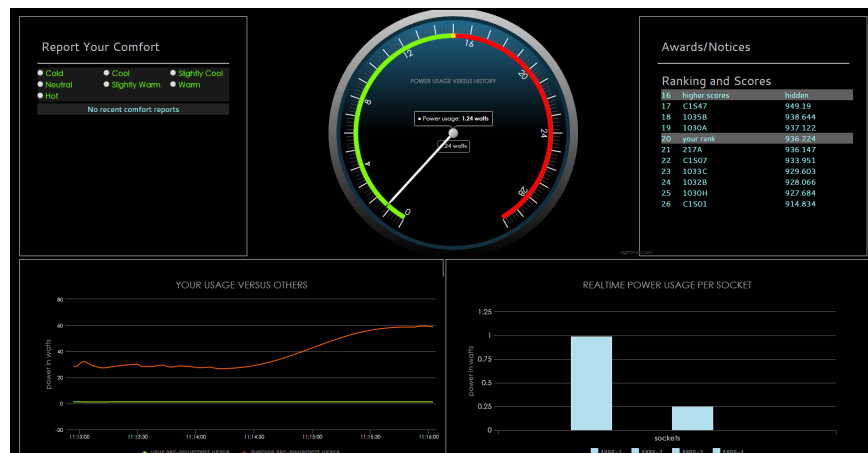 Report Your Comfort
Cold Cool Slightly Cool
Neutral Slightly Warm Warm
Hot
No recent comfort reports
POWER USAGE VERSUS HISTORY
0 4 8 12 16 20 24 28
● Power usage: 1.24 watts
1.24 watts
Awards/Notices
Ranking and Scores
16 higher scores hidden
17 C1S47 949.19
18 1035B 938.644
19 1030A 937.122
20 your rank 936.224
21 217A 936.147
22 C1S07 933.951
23 1033C 929.603
24 1032B 928.066
25 1030H 927.684
26 C1S01 914.834
YOUR USAGE VERSUS OTHERS
power in watts
80
60
40
20
0
-20
11:13:00 11:13:30 11:14:00 11:14:30 11:15:00 11:15:30 11:16:00
REALTIME POWER USAGE PER SOCKET
power in watts
1.25
1
0.75
0.5
0.25
0
sockets